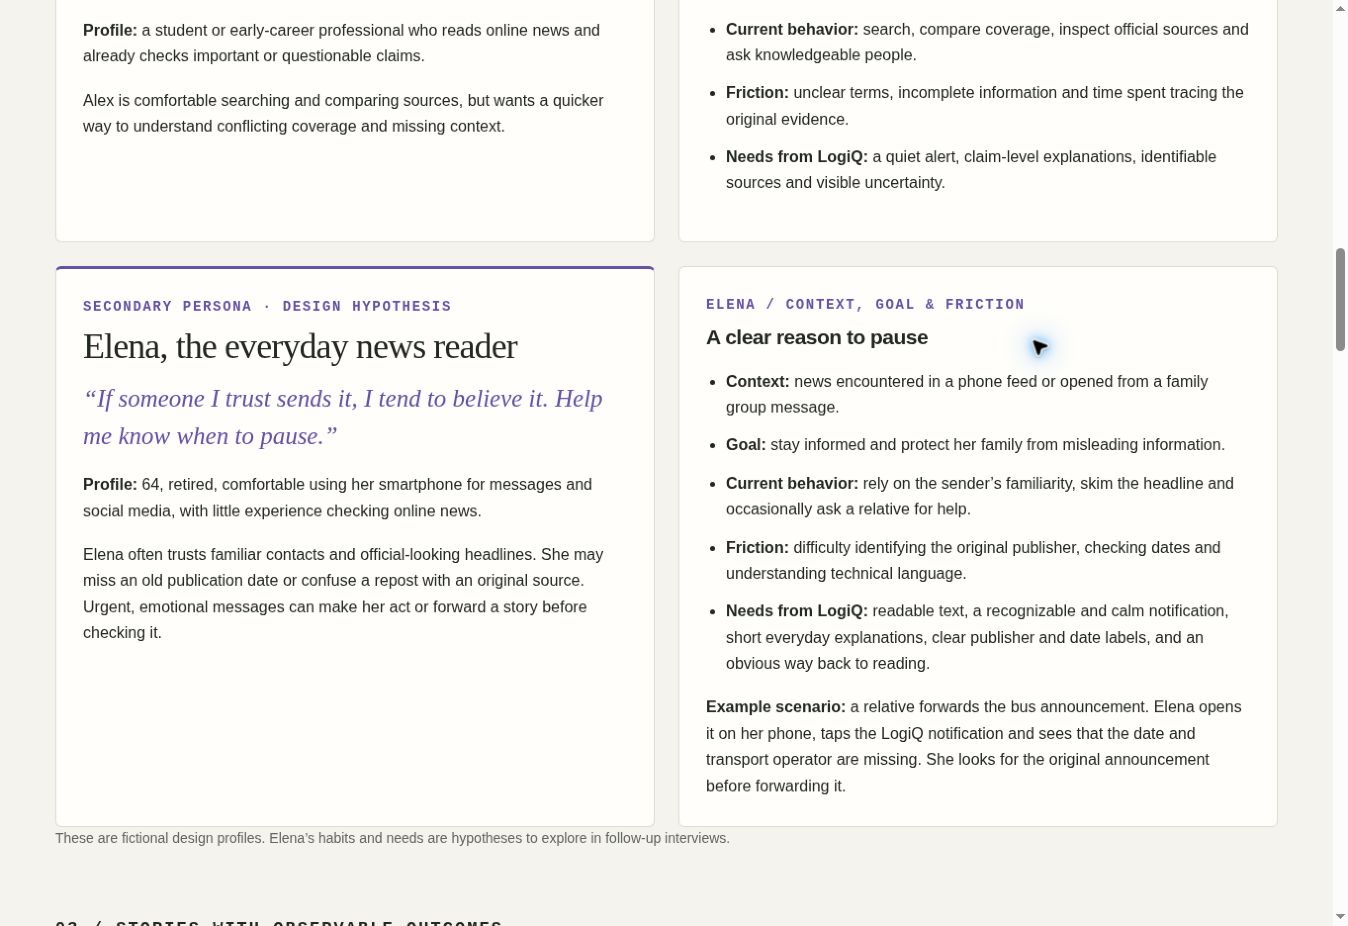 Profile: a student or early-career professional who reads online news and
already checks important or questionable claims.
Alex is comfortable searching and comparing sources, but wants a quicker
way to understand conflicting coverage and missing context.
Current behavior: search, compare coverage, inspect official sources and
ask knowledgeable people.
Friction: unclear terms, incomplete information and time spent tracing the
original evidence.
Needs from LogiQ: a quiet alert, claim-level explanations, identifiable
sources and visible uncertainty.
SECONDARY PERSONA · DESIGN HYPOTHESIS
Elena, the everyday news reader
“If someone I trust sends it, I tend to believe it. Help
me know when to pause.”
Profile: 64, retired, comfortable using her smartphone for messages and
social media, with little experience checking online news.
Elena often trusts familiar contacts and official-looking headlines. She may
miss an old publication date or confuse a repost with an original source.
Urgent, emotional messages can make her act or forward a story before
checking it.
ELENA / CONTEXT, GOAL & FRICTION
A clear reason to pause
Context: news encountered in a phone feed or opened from a family
group message.
Goal: stay informed and protect her family from misleading information.
Current behavior: rely on the sender’s familiarity, skim the headline and
occasionally ask a relative for help.
Friction: difficulty identifying the original publisher, checking dates and
understanding technical language.
Needs from LogiQ: readable text, a recognizable and calm notification,
short everyday explanations, clear publisher and date labels, and an
obvious way back to reading.
Example scenario: a relative forwards the bus announcement. Elena opens
it on her phone, taps the LogiQ notification and sees that the date and
transport operator are missing. She looks for the original announcement
before forwarding it.
These are fictional design profiles. Elena’s habits and needs are hypotheses to explore in follow-up interviews.
03 / STORIES WITH OBSERVABLE OUTCOMES